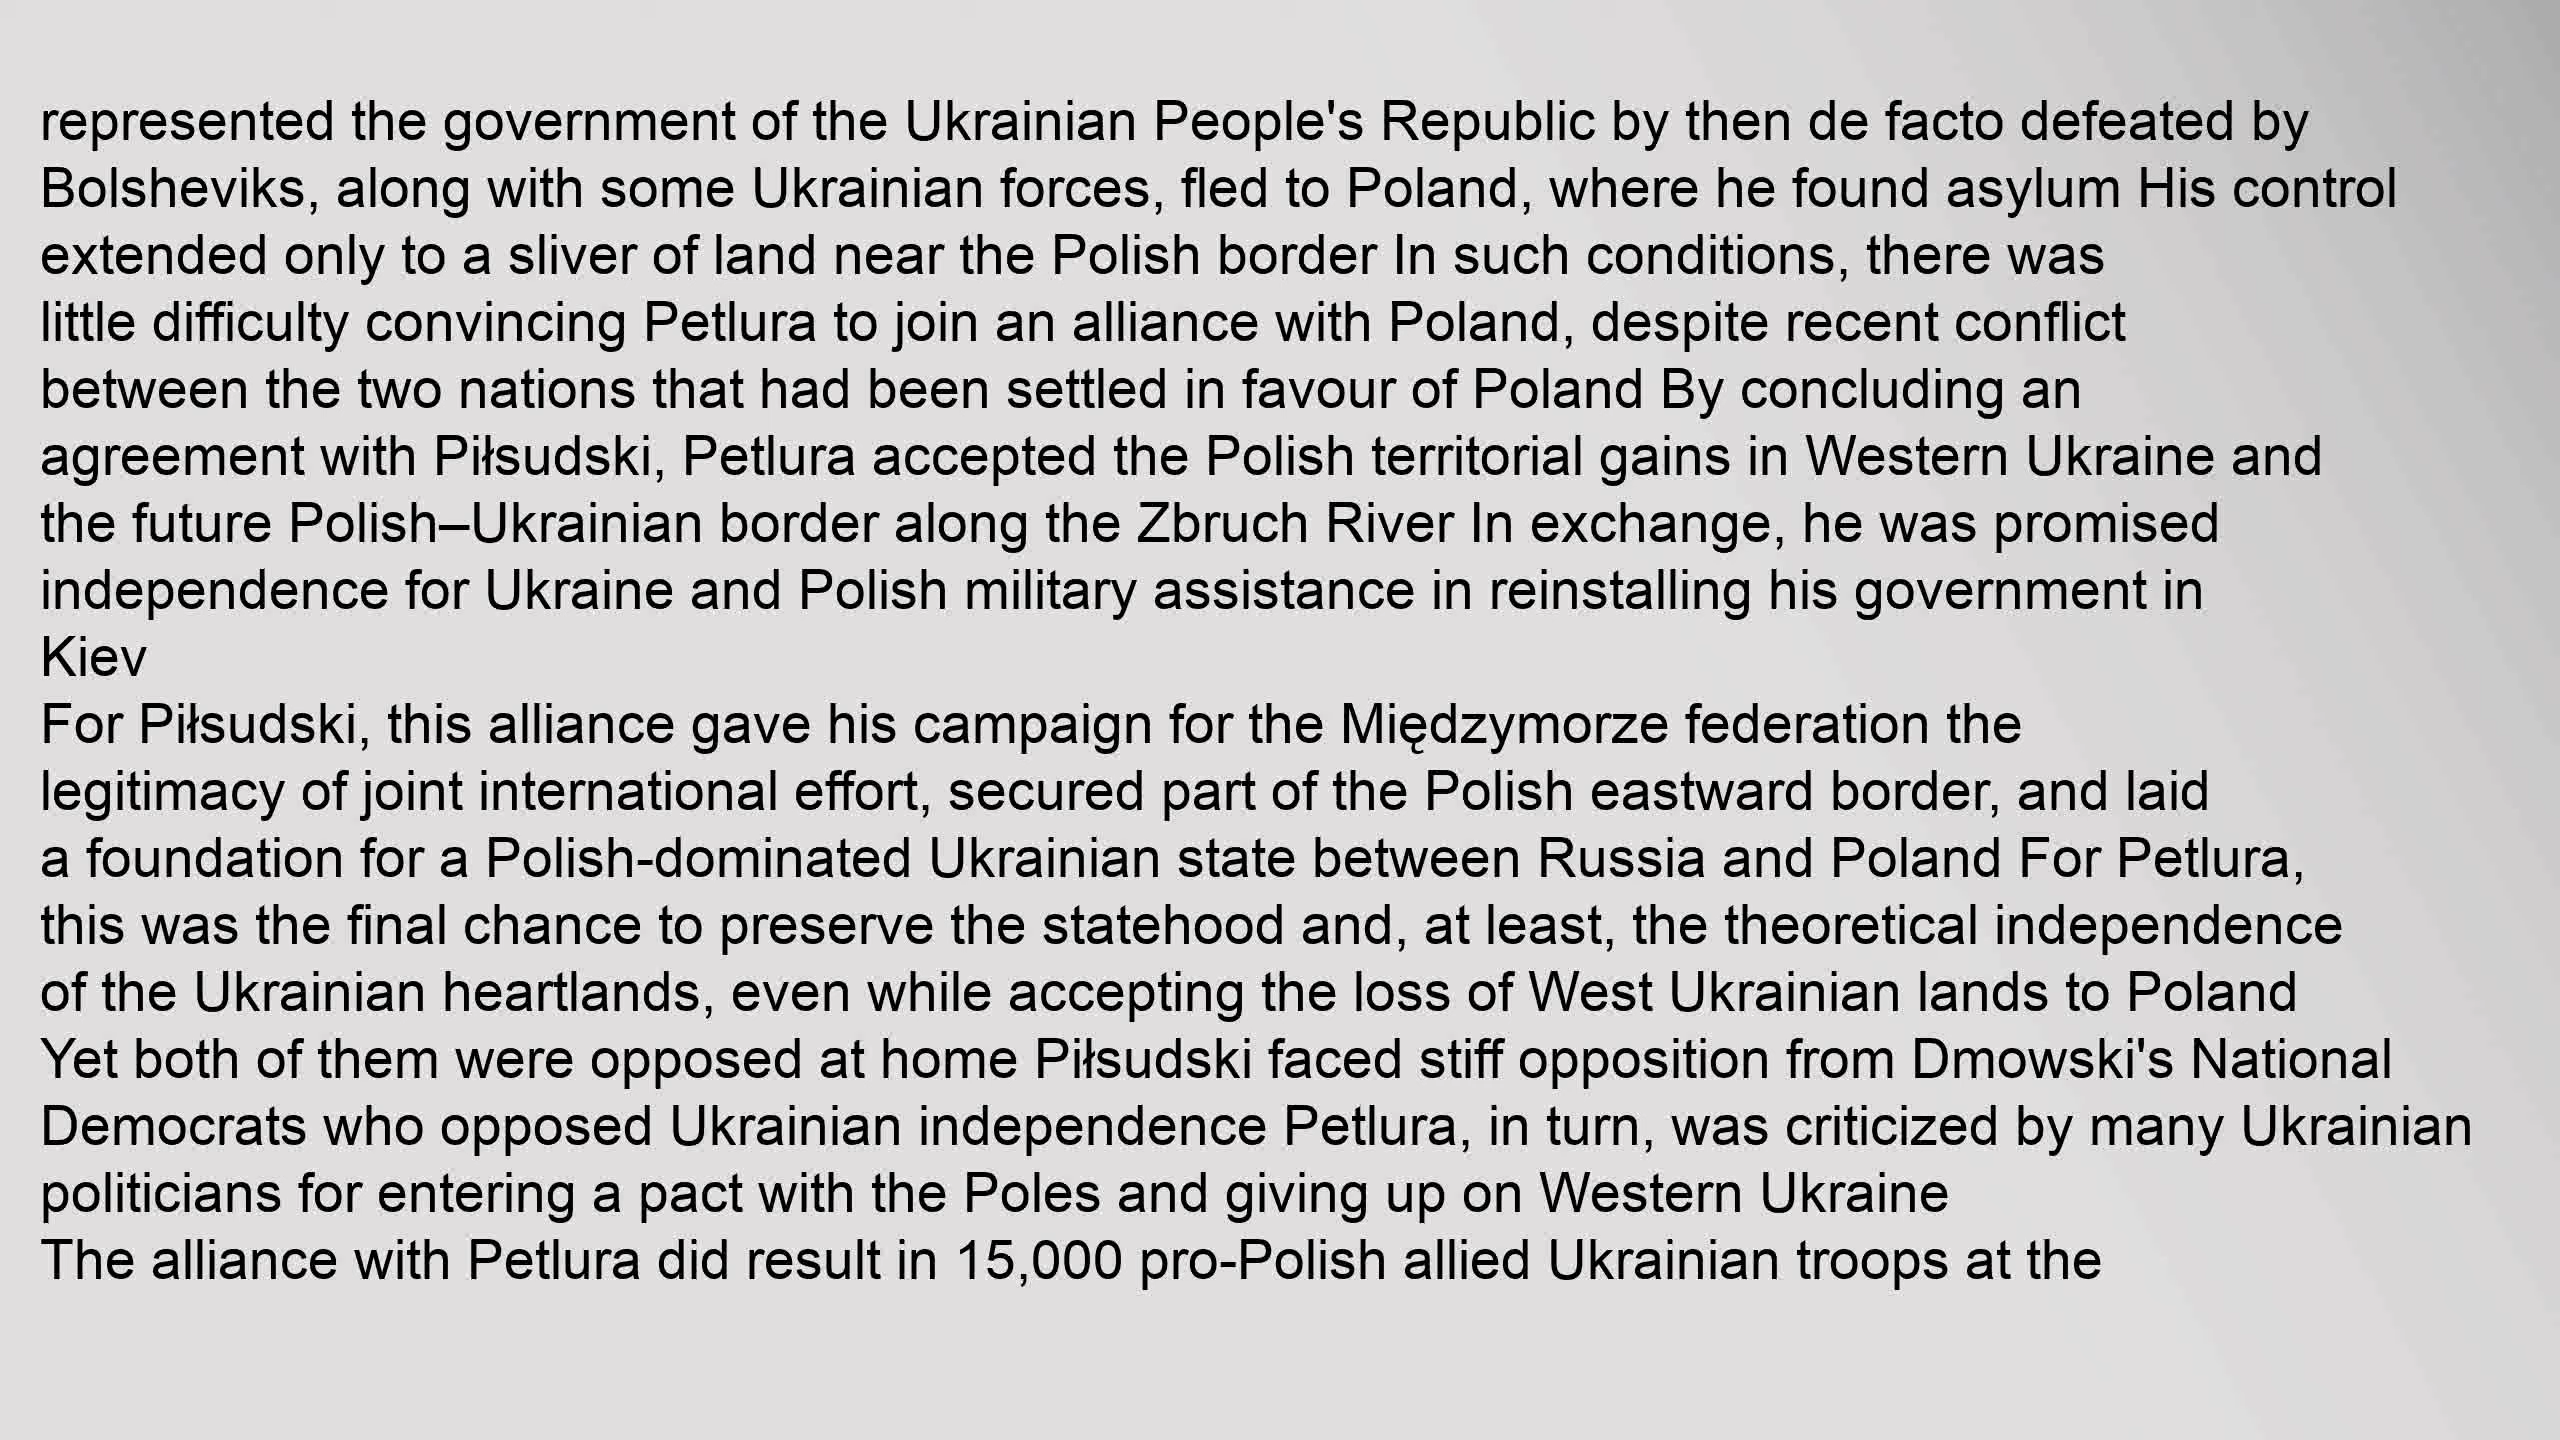 represented the government of the Ukrainian People's Republic by then de facto defeated by
Bolsheviks, along with some Ukrainian forces, fled to Poland, where he found asylum His control
extended only to a sliver of land near the Polish border In such conditions, there was
little difficulty convincing Petlura to join an alliance with Poland, despite recent conflict
between the two nations that had been settled in favour of Poland By concluding an
agreement with Piłsudski, Petlura accepted the Polish territorial gains in Western Ukraine and
the future Polish–Ukrainian border along the Zbruch River In exchange, he was promised
independence for Ukraine and Polish military assistance in reinstalling his government in
Kiev
For Piłsudski, this alliance gave his campaign for the Międzymorze federation the
legitimacy of joint international effort, secured part of the Polish eastward border, and laid
a foundation for a Polish-dominated Ukrainian state between Russia and Poland For Petlura,
this was the final chance to preserve the statehood and, at least, the theoretical independence
of the Ukrainian heartlands, even while accepting the loss of West Ukrainian lands to Poland
Yet both of them were opposed at home Piłsudski faced stiff opposition from Dmowski's National
Democrats who opposed Ukrainian independence Petlura, in turn, was criticized by many Ukrainian
politicians for entering a pact with the Poles and giving up on Western Ukraine
The alliance with Petlura did result in 15,000 pro-Polish allied Ukrainian troops at the